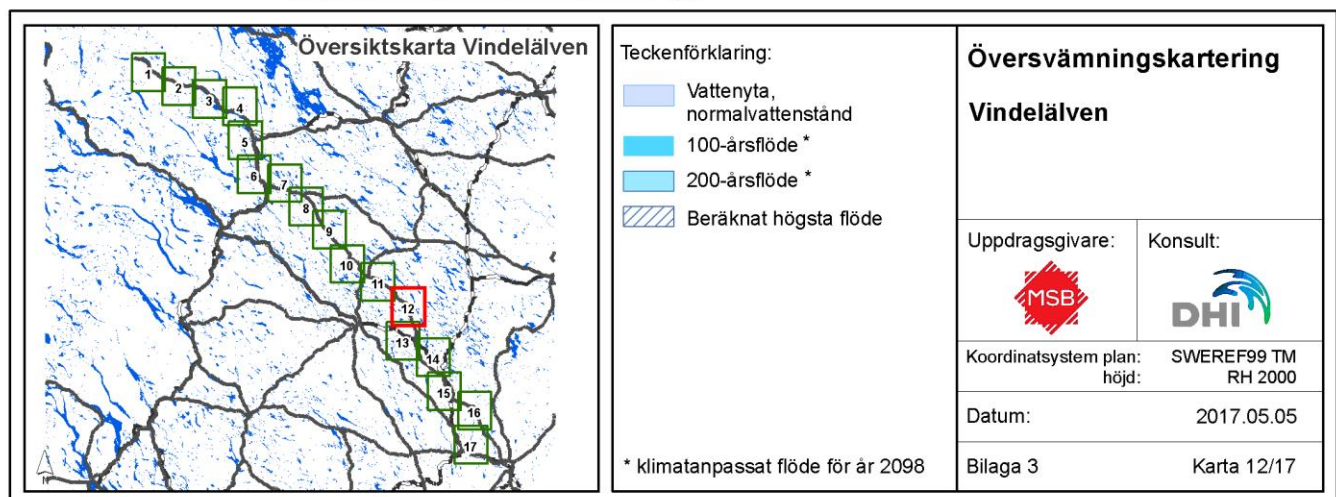 Översiktskarta Vindelälven
1
2
3
4
5
6
7
8
9
10
11
12
13
14
15
16
17
N
Teckenförklaring:
Vattenyta,
normalvattenstånd
100-årsflöde *
200-årsflöde *
Beräknat högsta flöde
* klimatanpassat flöde för år 2098
Översvämningskartering
Vindelälven
Uppdragsgivare:
MSB
Konsult:
DHI
Koordinatsystem plan: SWEREF99 TM
höjd: RH 2000
Datum: 2017.05.05
Bilaga 3 Karta 12/17